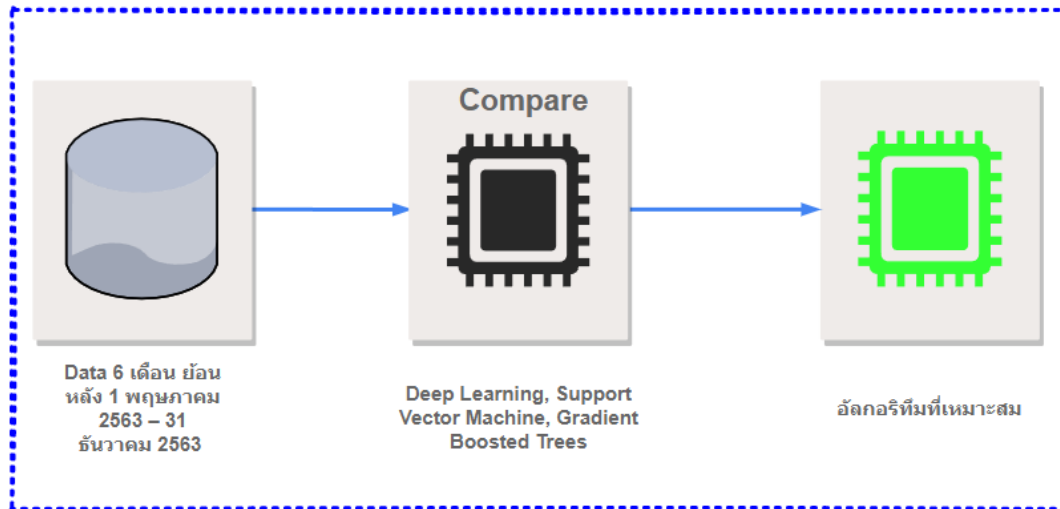 Compare
Data 6 เดือน ย้อน
หลัง 1 พฤษภาคม
2563 – 31
ธันวาคม 2563
Deep Learning, Support
Vector Machine, Gradient
Boosted Trees
อัลกอริทึมที่เหมาะสม